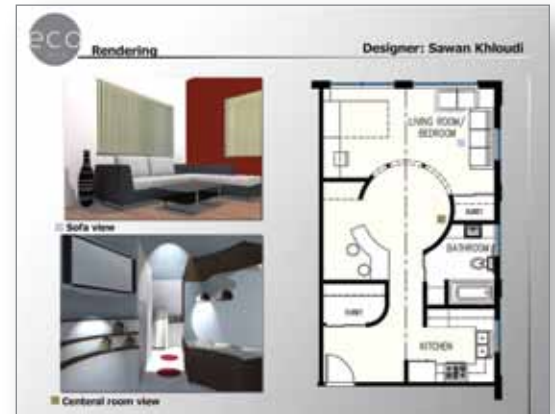 eco
Rendering
Designer: Sawan Khloudi
LIVING ROOM/
BEDROOM
BATHROOM
KITCHEN
Sofa view
Centeral room view